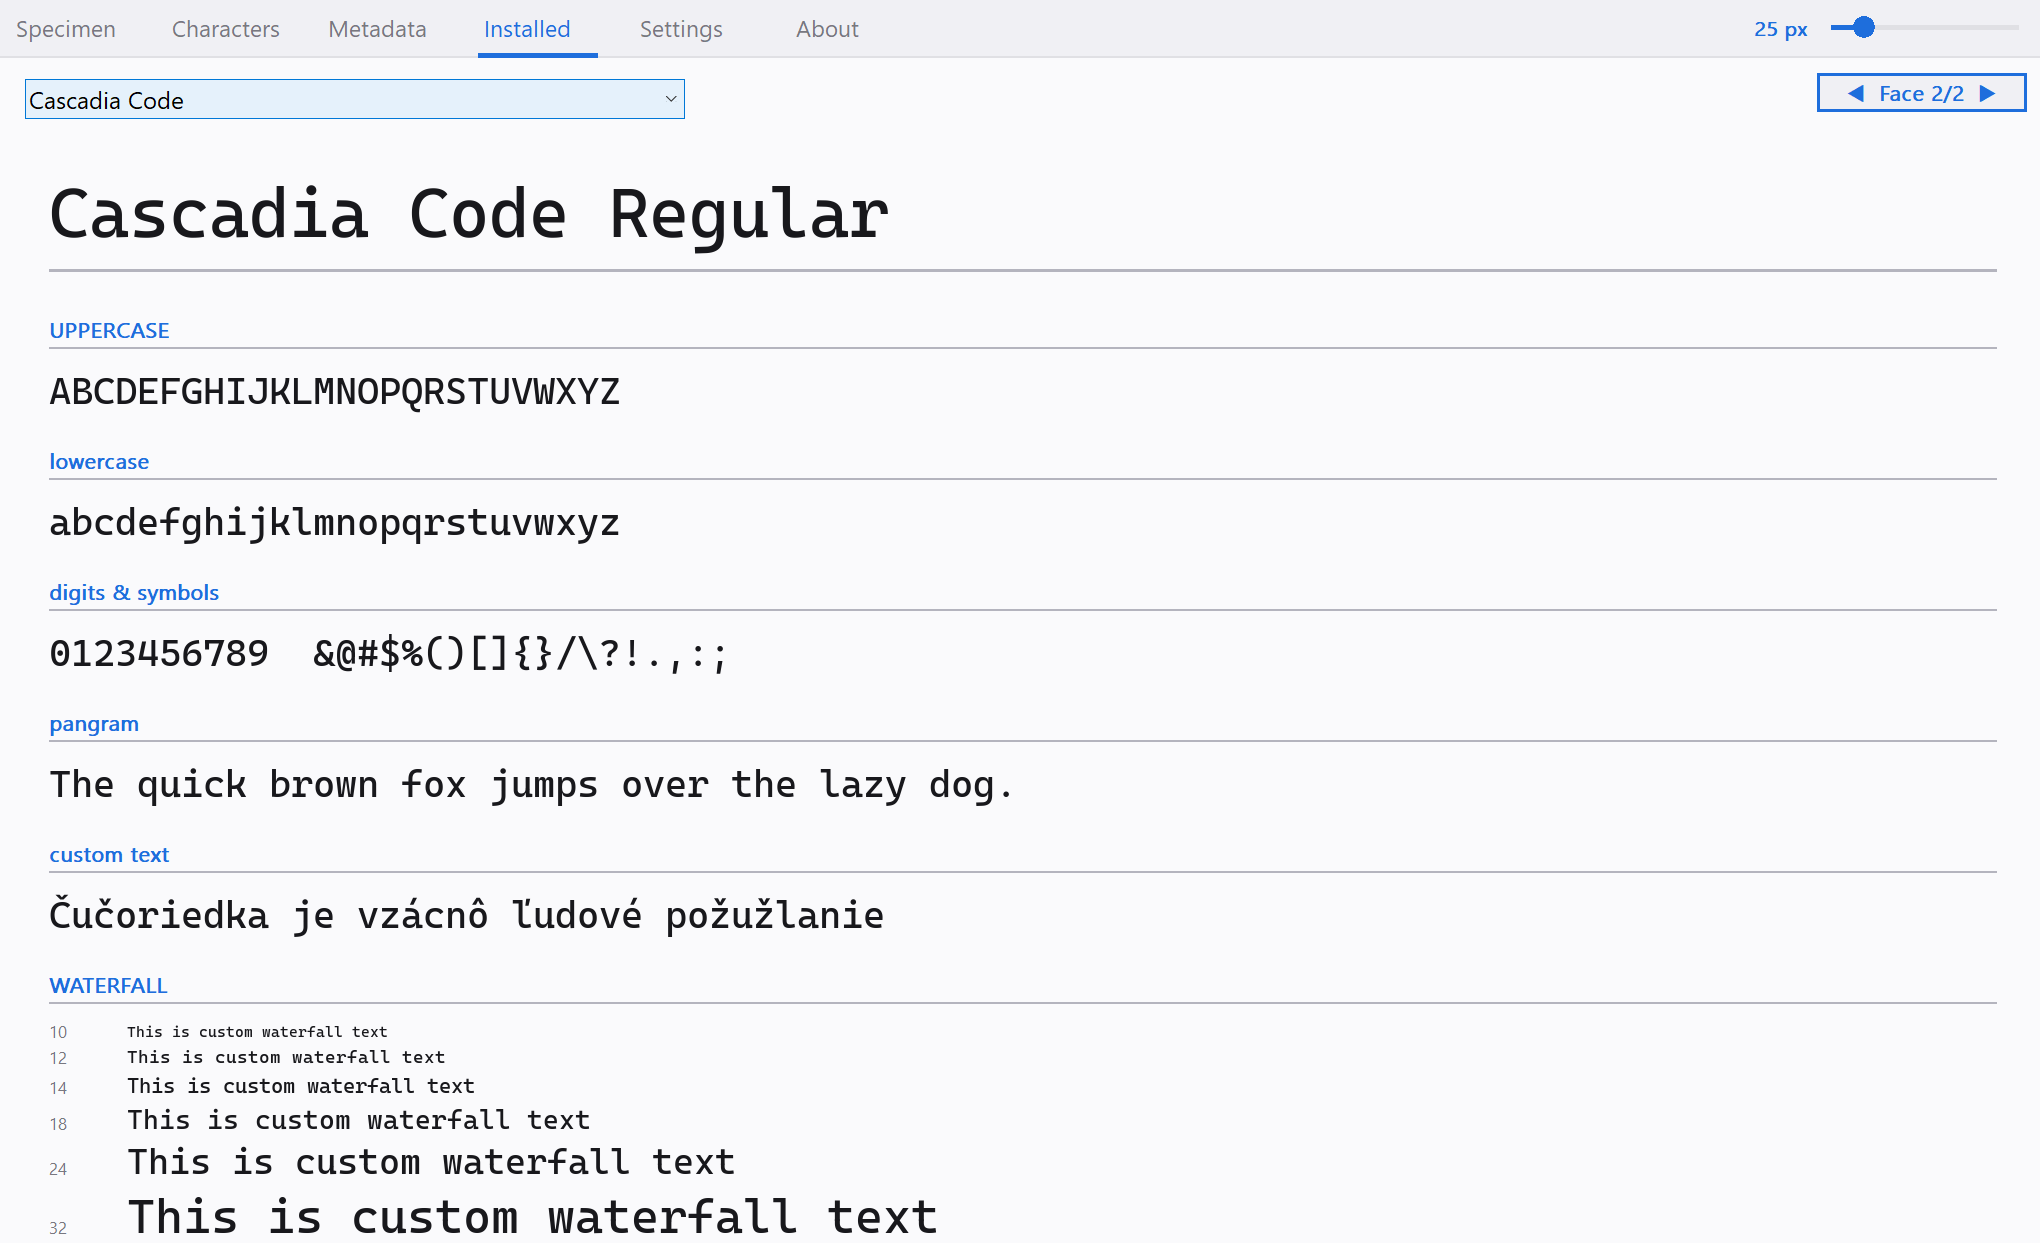 Specimen Characters Metadata Installed Settings About 25 px
Cascadia Code
◀ Face 2/2 ▶
Cascadia Code Regular
UPPERCASE
ABCDEFGHIJKLMNOPQRSTUVWXYZ
lowercase
abcdefghijklmnopqrstuvwxyz
digits & symbols
0123456789  &@#$%()[]{}/\?!.,:;
pangram
The quick brown fox jumps over the lazy dog.
custom text
Čučoriedka je vzácnô ľudové požužlanie
WATERFALL
10 This is custom waterfall text
12 This is custom waterfall text
14 This is custom waterfall text
18 This is custom waterfall text
24 This is custom waterfall text
32 This is custom waterfall text